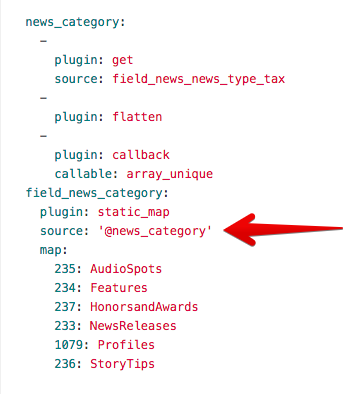 news_category:
-
plugin: get
source: field_news_news_type_tax
-
plugin: flatten
-
plugin: callback
callable: array_unique
field_news_category:
plugin: static_map
source: '@news_category'
map:
235: AudioSpots
234: Features
237: HonorsandAwards
233: NewsReleases
1079: Profiles
236: StoryTips